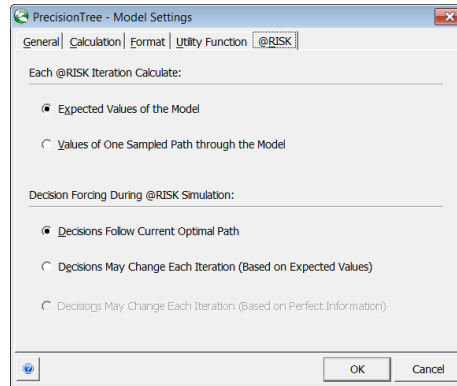 PrecisionTree - Model Settings
General Calculation Format Utility Function @RISK
Each @RISK Iteration Calculate:
Expected Values of the Model
Values of One Sampled Path through the Model
Decision Forcing During @RISK Simulation:
Decisions Follow Current Optimal Path
Decisions May Change Each Iteration (Based on Expected Values)
Decisions May Change Each Iteration (Based on Perfect Information)
OK Cancel